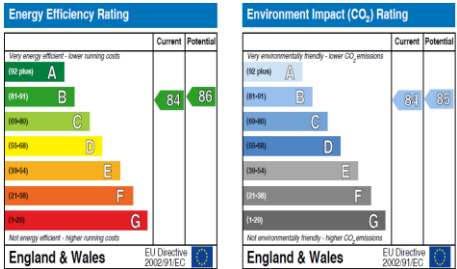 Energy Efficiency Rating
Current Potential
Very energy efficient - lower running costs
(92 plus) A
(81-91) B 84 86
(69-80) C
(55-68) D
(39-54) E
(21-38) F
(1-20) G
Not energy efficient - higher running costs
England & Wales EU Directive 2002/91/EC
Environment Impact (CO₂) Rating
Current Potential
Very environmentally friendly - lower CO₂ emissions
(92 plus) A
(81-91) B 84 85
(69-80) C
(55-68) D
(39-54) E
(21-38) F
(1-20) G
Not environmentally friendly - higher CO₂ emissions
England & Wales EU Directive 2002/91/EC